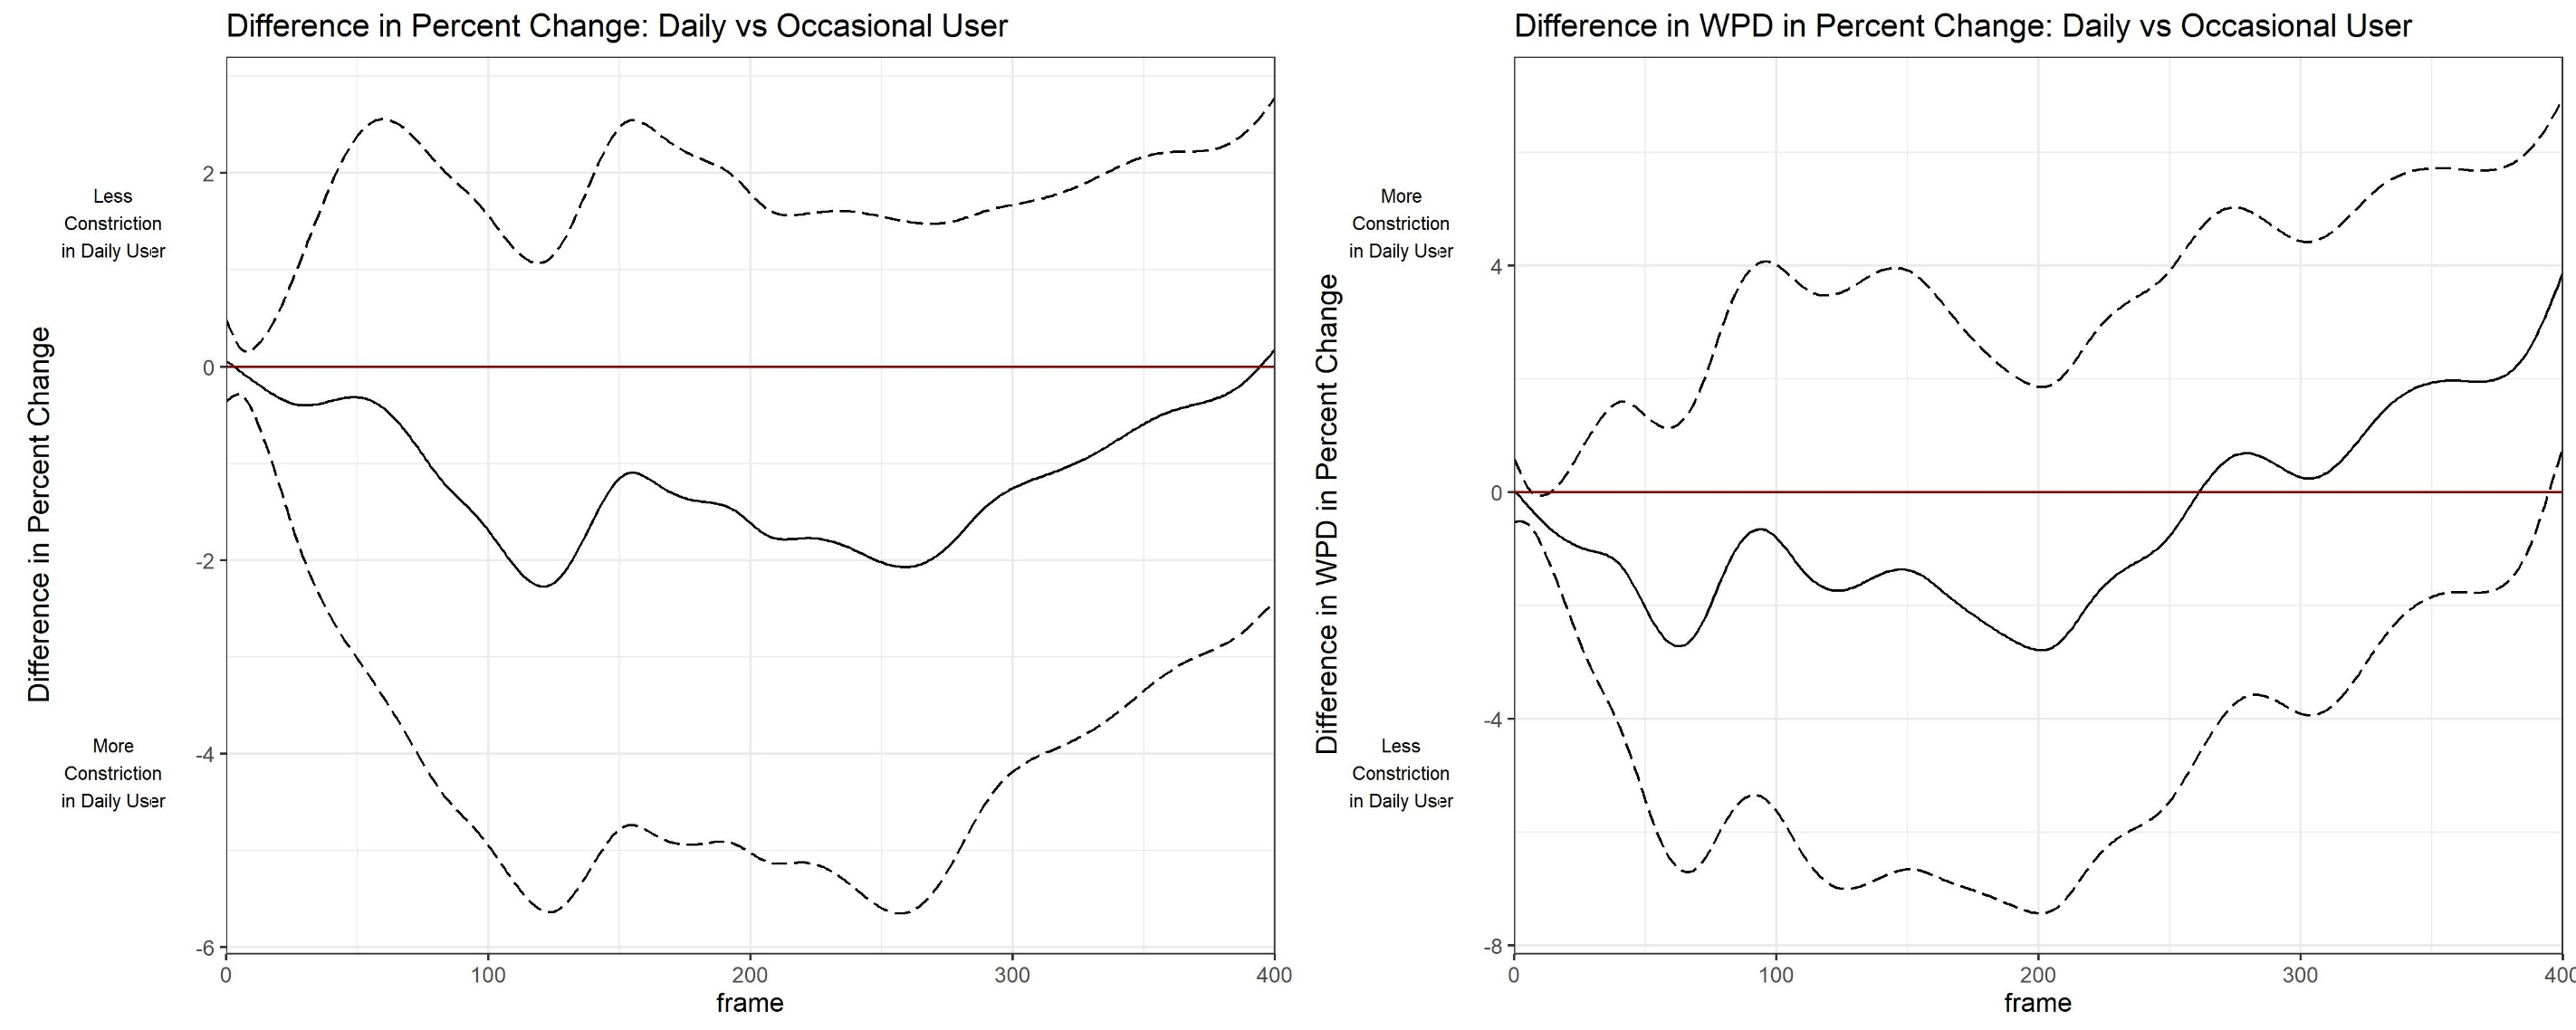 Difference in Percent Change: Daily vs Occasional User
Less
Constriction
in Daily User
More
Constriction
in Daily User
Difference in Percent Change
2
0
-2
-4
-6
0 100 200 300 400
frame
Difference in WPD in Percent Change: Daily vs Occasional User
More
Constriction
in Daily User
Less
Constriction
in Daily User
Difference in WPD in Percent Change
4
0
-4
-8
0 100 200 300 400
frame